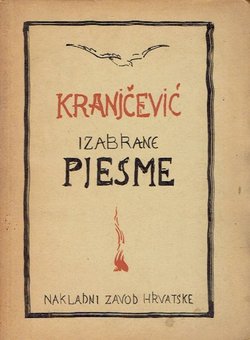 KRANJČEVIĆ
IZABRANE
PJESME
NAKLADNI ZAVOD HRVATSKE